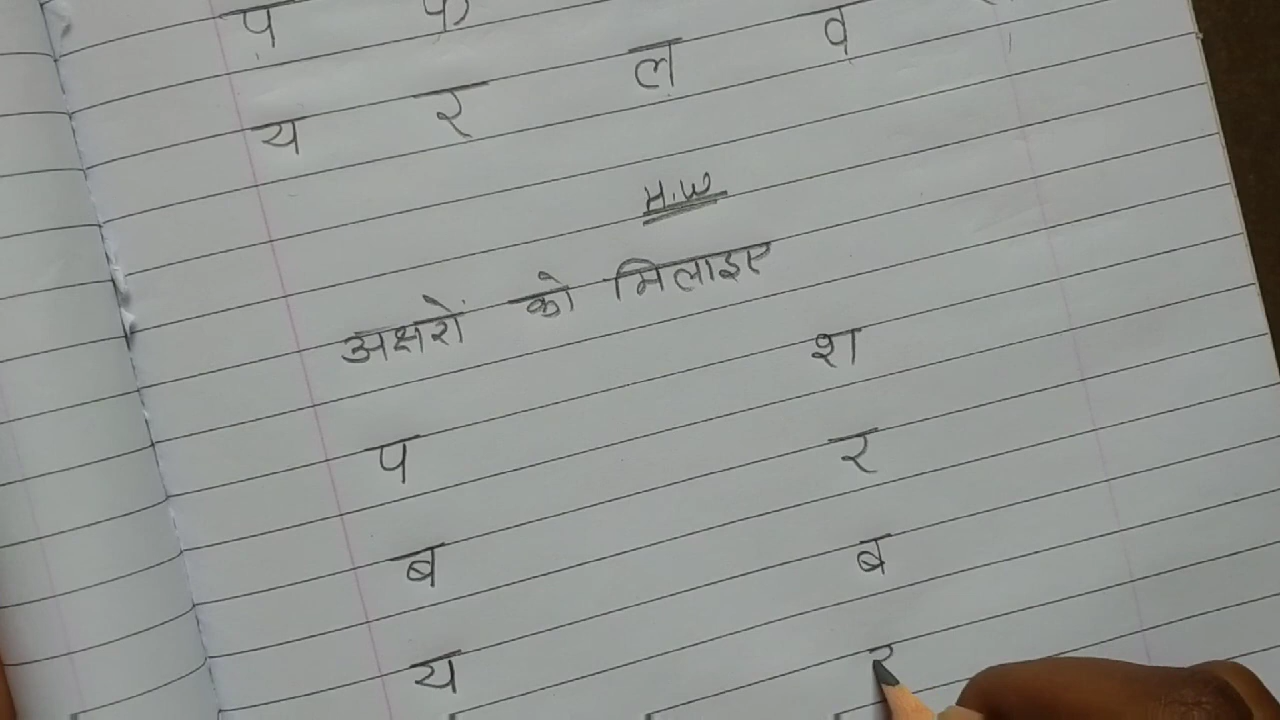 प फ
य र ल व
H.W
अक्षरों को मिलाइए
श
प र
ब ब
य